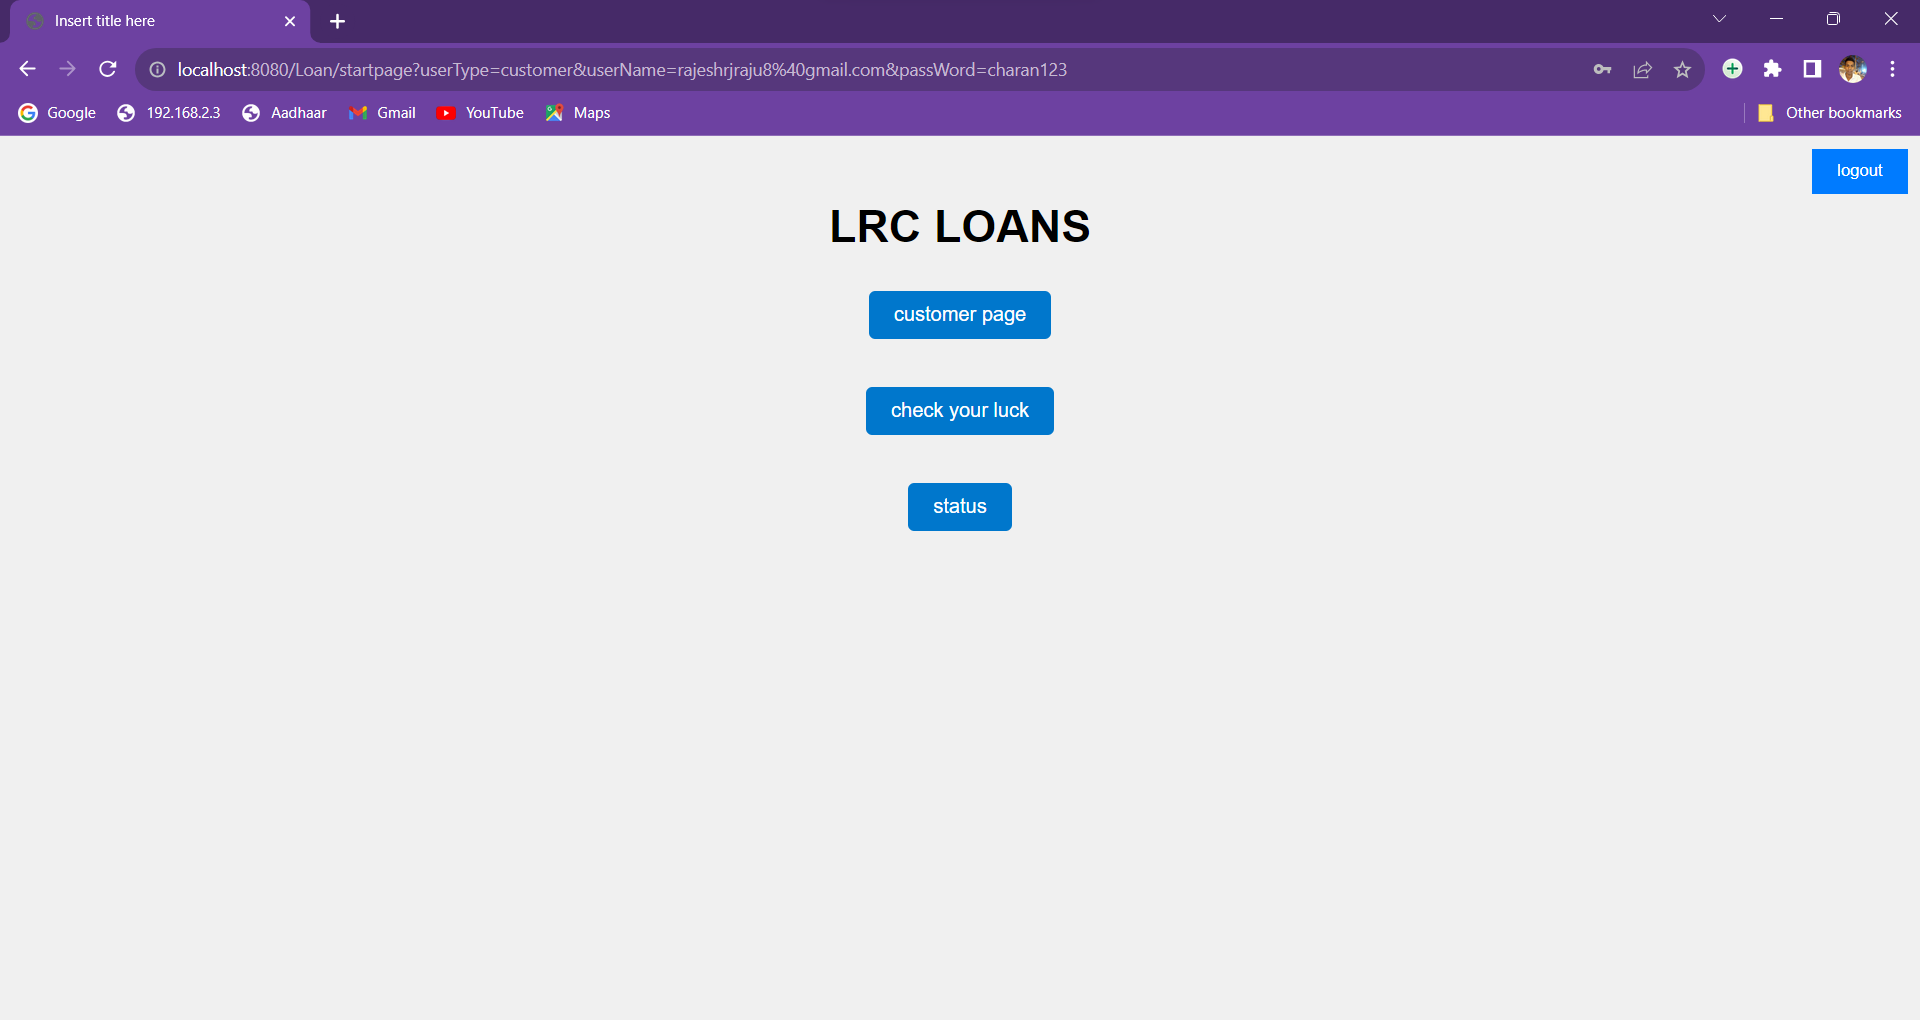 Insert title here
localhost:8080/Loan/startpage?userType=customer&userName=rajeshrjraju8%40gmail.com&passWord=charan123
Google 192.168.2.3 Aadhaar Gmail YouTube Maps Other bookmarks
logout
LRC LOANS
customer page
check your luck
status